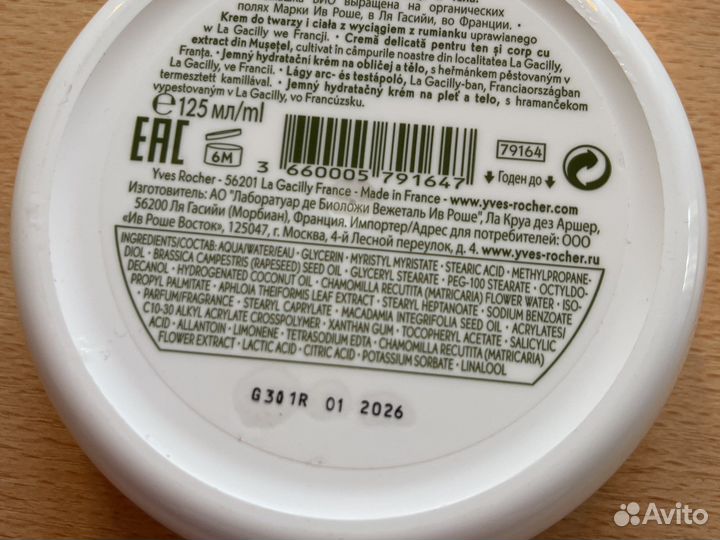 БИО выращена на органических
полях Марки Ив Роше, в Ля Гасийи, во Франции.
Krem do twarzy i ciała z wyciągiem z rumianku uprawianego
w La Gacilly we Francji. • Cremă delicată pentru ten și corp cu
extract din Mușețel, cultivat în câmpurile noastre din localitatea La Gacilly,
Franța. • Jemný hydratační krém na obličej a tělo, s heřmánkem pěstovaným v
La Gacilly, ve Francii. • Lágy arc- és testápoló, La Gacilly-ban, Franciaországban
termesztett kamillával. • Jemný hydratačný krém na pleť a telo, s harmančekom
vypestovaným v La Gacilly, vo Francúzsku.
℮ 125 мл/ml
EAC 6M 3 660005 791647 79164 Годен до
Yves Rocher - 56201 La Gacilly France - Made in France - www.yves-rocher.com
Изготовитель: АО "Лаборатуар де Биоложи Вежеталь Ив Роше", Ла Круа дез Аршер,
56200 Ля Гасийи (Морбиан), Франция. Импортер/Адрес для потребителей: ООО
«Ив Роше Восток», 125047, г. Москва, 4-й Лесной переулок, д. 4. www.yves-rocher.ru
INGREDIENTS/СОСТАВ: AQUA/WATER/EAU • GLYCERIN • MYRISTYL MYRISTATE • STEARIC ACID • METHYLPROPANE-
DIOL • BRASSICA CAMPESTRIS (RAPESEED) SEED OIL • GLYCERYL STEARATE • PEG-100 STEARATE • OCTYLDO-
DECANOL • HYDROGENATED COCONUT OIL • CHAMOMILLA RECUTITA (MATRICARIA) FLOWER WATER • ISO-
PROPYL PALMITATE • APHLOIA THEIFORMIS LEAF EXTRACT • STEARYL HEPTANOATE • SODIUM BENZOATE
• PARFUM/FRAGRANCE • STEARYL CAPRYLATE • MACADAMIA INTEGRIFOLIA SEED OIL • ACRYLATES/
C10-30 ALKYL ACRYLATE CROSSPOLYMER • XANTHAN GUM • TOCOPHERYL ACETATE • SALICYLIC
ACID • ALLANTOIN • LIMONENE • TETRASODIUM EDTA • CHAMOMILLA RECUTITA (MATRICARIA)
FLOWER EXTRACT • LACTIC ACID • CITRIC ACID • POTASSIUM SORBATE • LINALOOL
G301R 01 2026
Avito